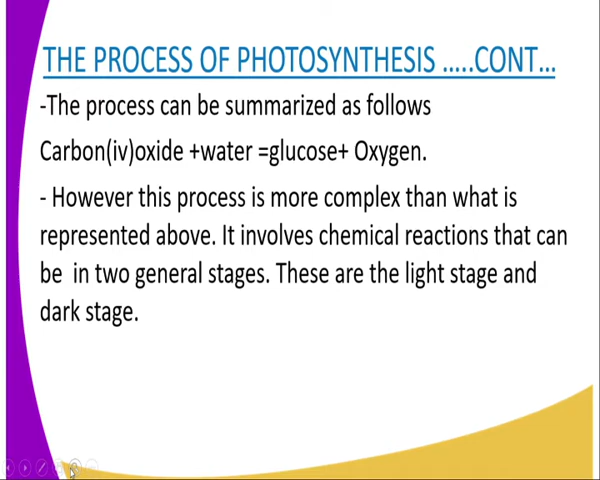 THE PROCESS OF PHOTOSYNTHESIS …..CONT…
-The process can be summarized as follows
Carbon(iv)oxide +water =glucose+ Oxygen.
- However this process is more complex than what is
represented above. It involves chemical reactions that can
be  in two general stages. These are the light stage and
dark stage.